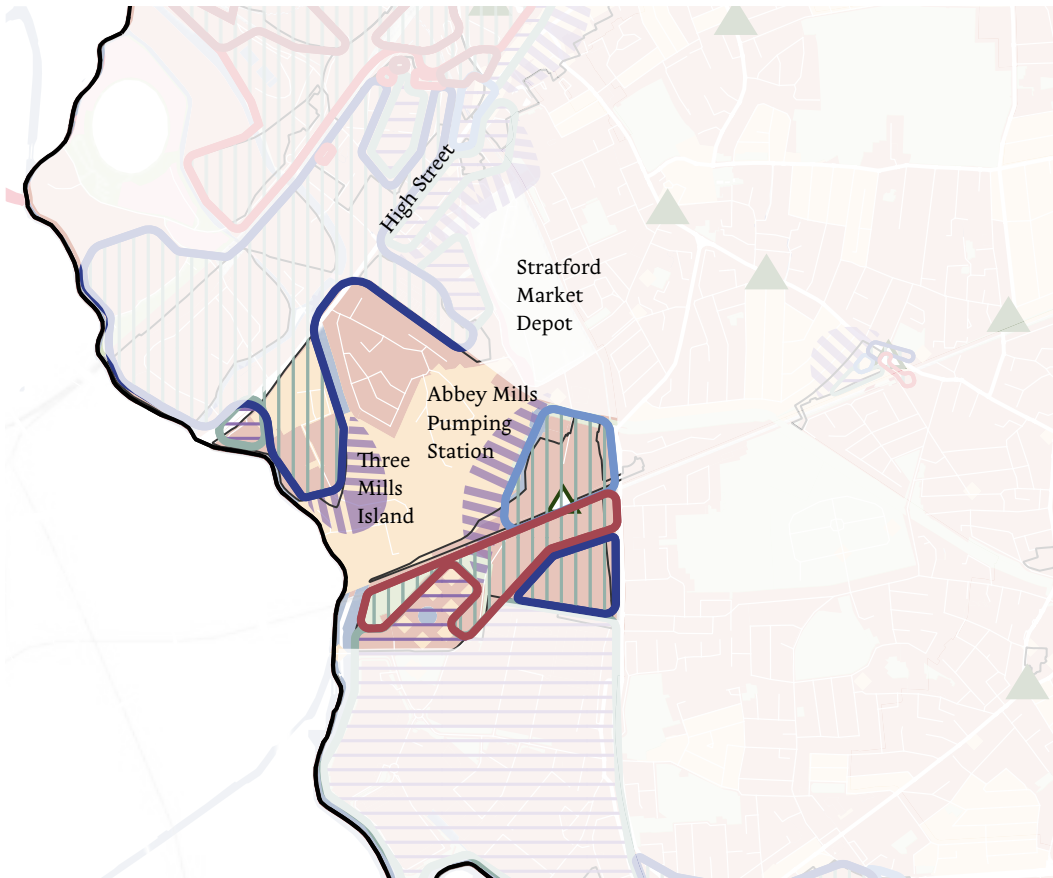 High Street
Stratford
Market
Depot
Abbey Mills
Pumping
Station
Three
Mills
Island